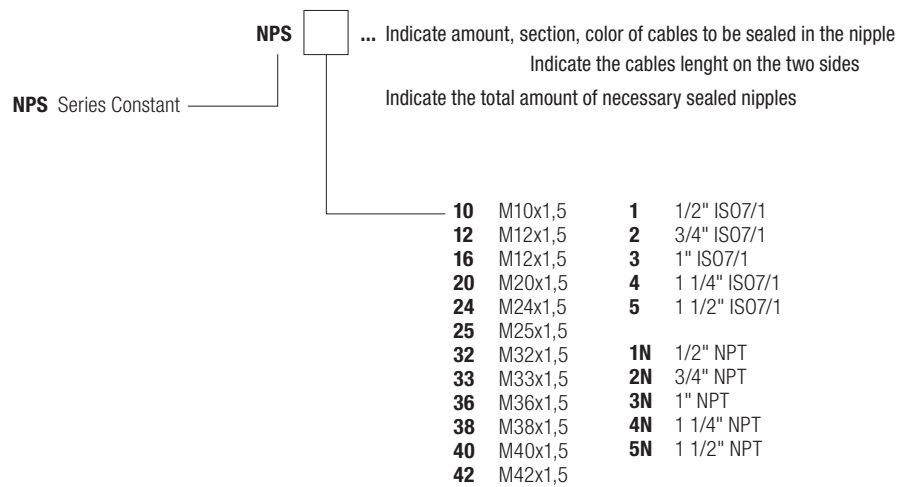 NPS ... Indicate amount, section, color of cables to be sealed in the nipple
Indicate the cables lenght on the two sides
NPS Series Constant
Indicate the total amount of necessary sealed nipples
10 M10x1,5
12 M12x1,5
16 M12x1,5
20 M20x1,5
24 M24x1,5
25 M25x1,5
32 M32x1,5
33 M33x1,5
36 M36x1,5
38 M38x1,5
40 M40x1,5
42 M42x1,5
1 1/2" ISO7/1
2 3/4" ISO7/1
3 1" ISO7/1
4 1 1/4" ISO7/1
5 1 1/2" ISO7/1
1N 1/2" NPT
2N 3/4" NPT
3N 1" NPT
4N 1 1/4" NPT
5N 1 1/2" NPT